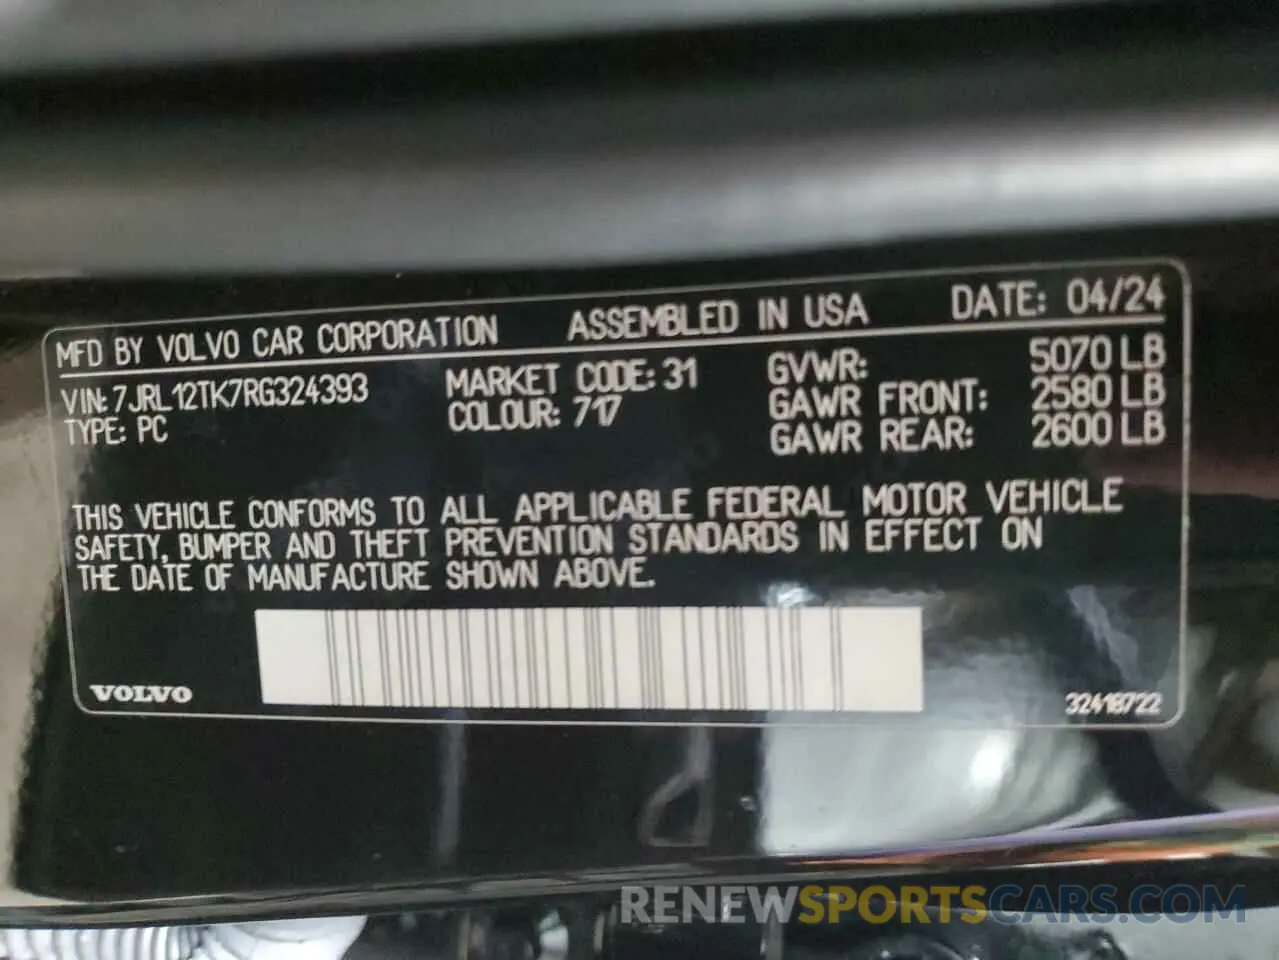 MFD BY VOLVO CAR CORPORATION ASSEMBLED IN USA DATE: 04/24
VIN: 7JRL12TK7RG324393 MARKET CODE: 31 GVWR: 5070 LB
TYPE: PC COLOUR: 717 GAWR FRONT: 2580 LB
GAWR REAR: 2600 LB
THIS VEHICLE CONFORMS TO ALL APPLICABLE FEDERAL MOTOR VEHICLE
SAFETY, BUMPER AND THEFT PREVENTION STANDARDS IN EFFECT ON
THE DATE OF MANUFACTURE SHOWN ABOVE.
VOLVO 32418722
RENEWSPORTSCARS.COM